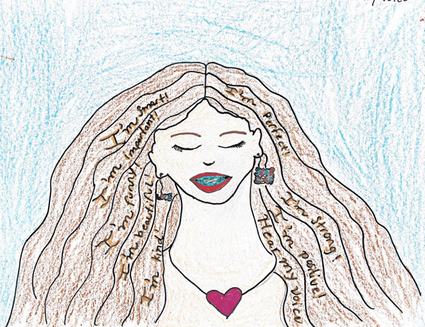 I'm smart!
I'm important!
I'm funny!
I'm beautiful!
I'm kind!
I'm perfect!
I'm strong!
I'm positive!
Hear my voice